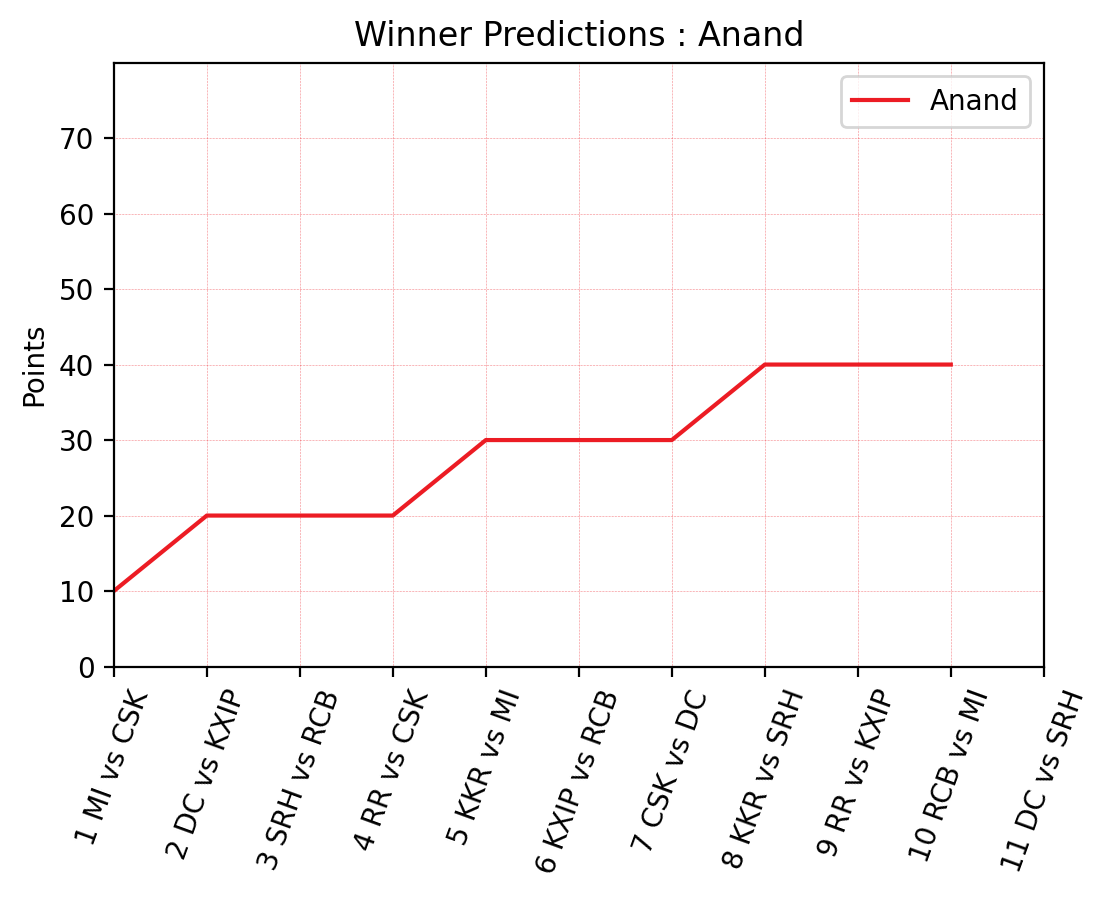 Winner Predictions : Anand
Anand
Points
70
60
50
40
30
20
10
0
1 MI vs CSK
2 DC vs KXIP
3 SRH vs RCB
4 RR vs CSK
5 KKR vs MI
6 KXIP vs RCB
7 CSK vs DC
8 KKR vs SRH
9 RR vs KXIP
10 RCB vs MI
11 DC vs SRH